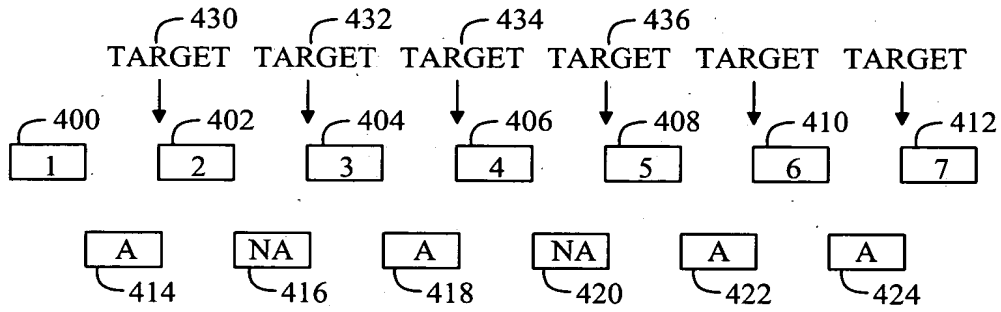 430 432 434 436
TARGET TARGET TARGET TARGET TARGET TARGET
400 402 404 406 408 410 412
1 2 3 4 5 6 7
A NA A NA A A
414 416 418 420 422 424